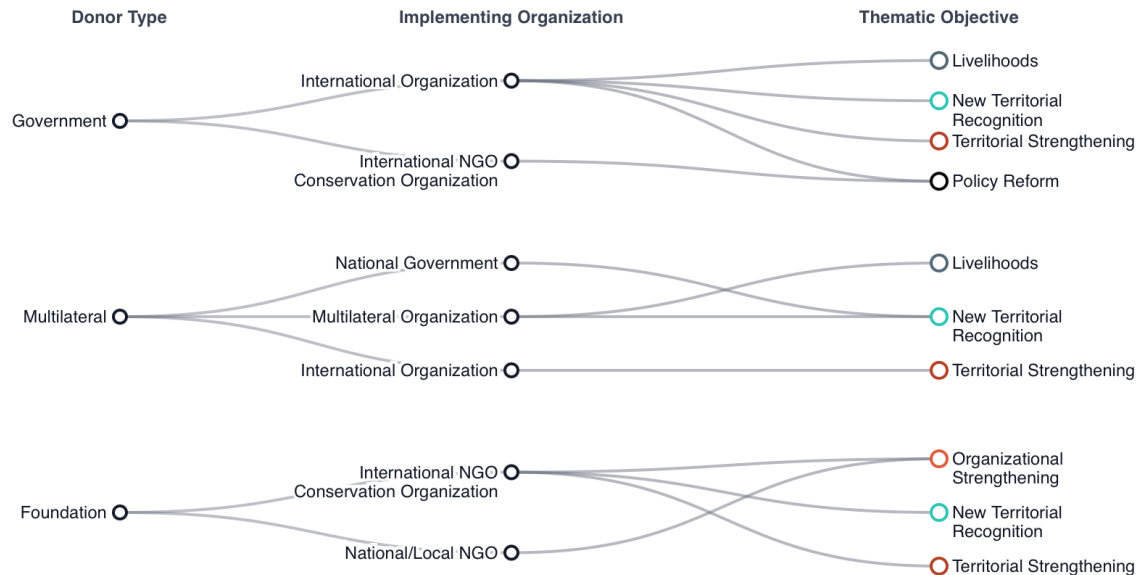 Donor Type
Implementing Organization
Thematic Objective
Government
International Organization
International NGO
Conservation Organization
Livelihoods
New Territorial
Recognition
Territorial Strengthening
Policy Reform
Multilateral
National Government
Multilateral Organization
International Organization
Livelihoods
New Territorial
Recognition
Territorial Strengthening
Foundation
International NGO
Conservation Organization
National/Local NGO
Organizational
Strengthening
New Territorial
Recognition
Territorial Strengthening